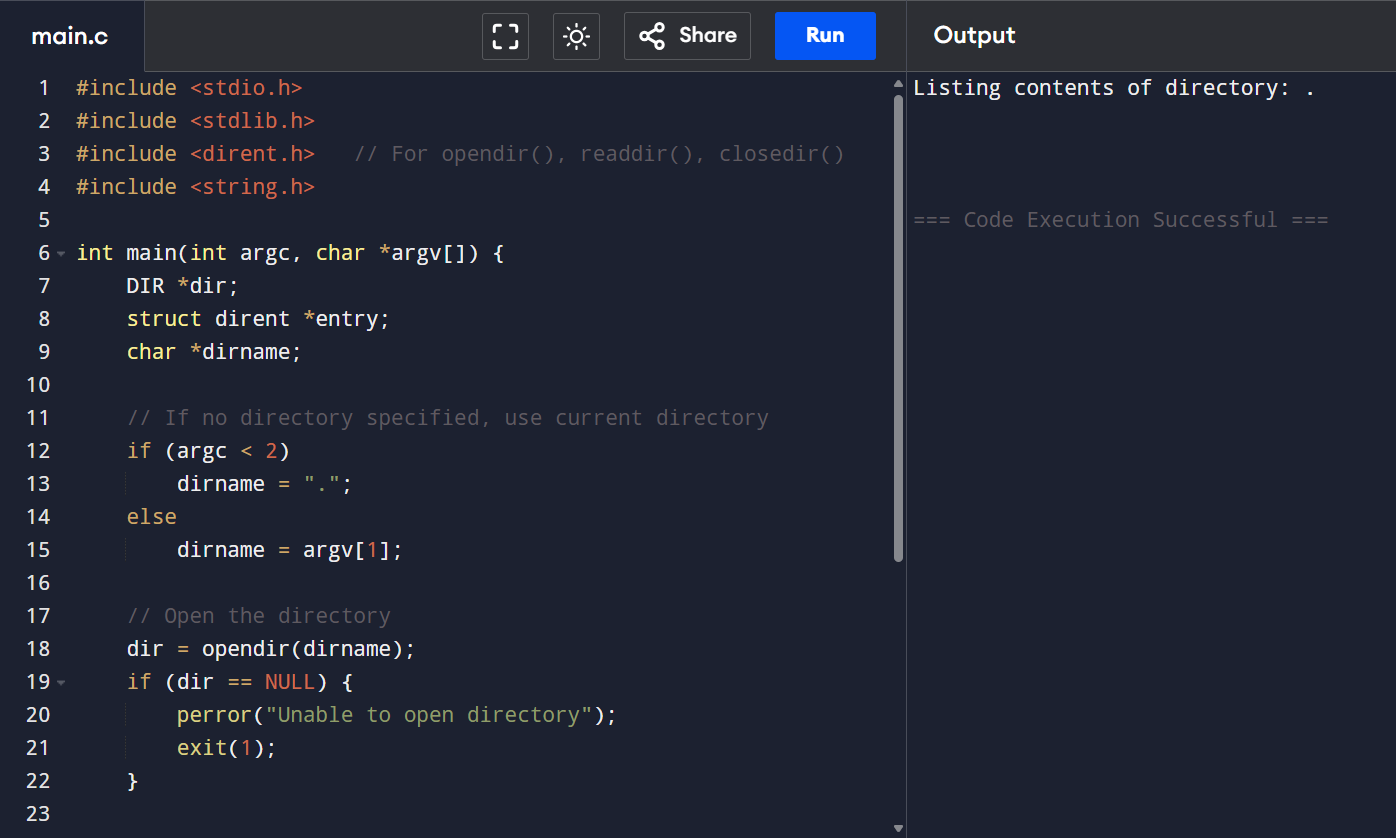 main.c
Share
Run
Output
1 #include <stdio.h>
2 #include <stdlib.h>
3 #include <dirent.h>   // For opendir(), readdir(), closedir()
4 #include <string.h>
5
6 int main(int argc, char *argv[]) {
7     DIR *dir;
8     struct dirent *entry;
9     char *dirname;
10
11     // If no directory specified, use current directory
12     if (argc < 2)
13         dirname = ".";
14     else
15         dirname = argv[1];
16
17     // Open the directory
18     dir = opendir(dirname);
19     if (dir == NULL) {
20         perror("Unable to open directory");
21         exit(1);
22     }
23
Listing contents of directory: .
=== Code Execution Successful ===